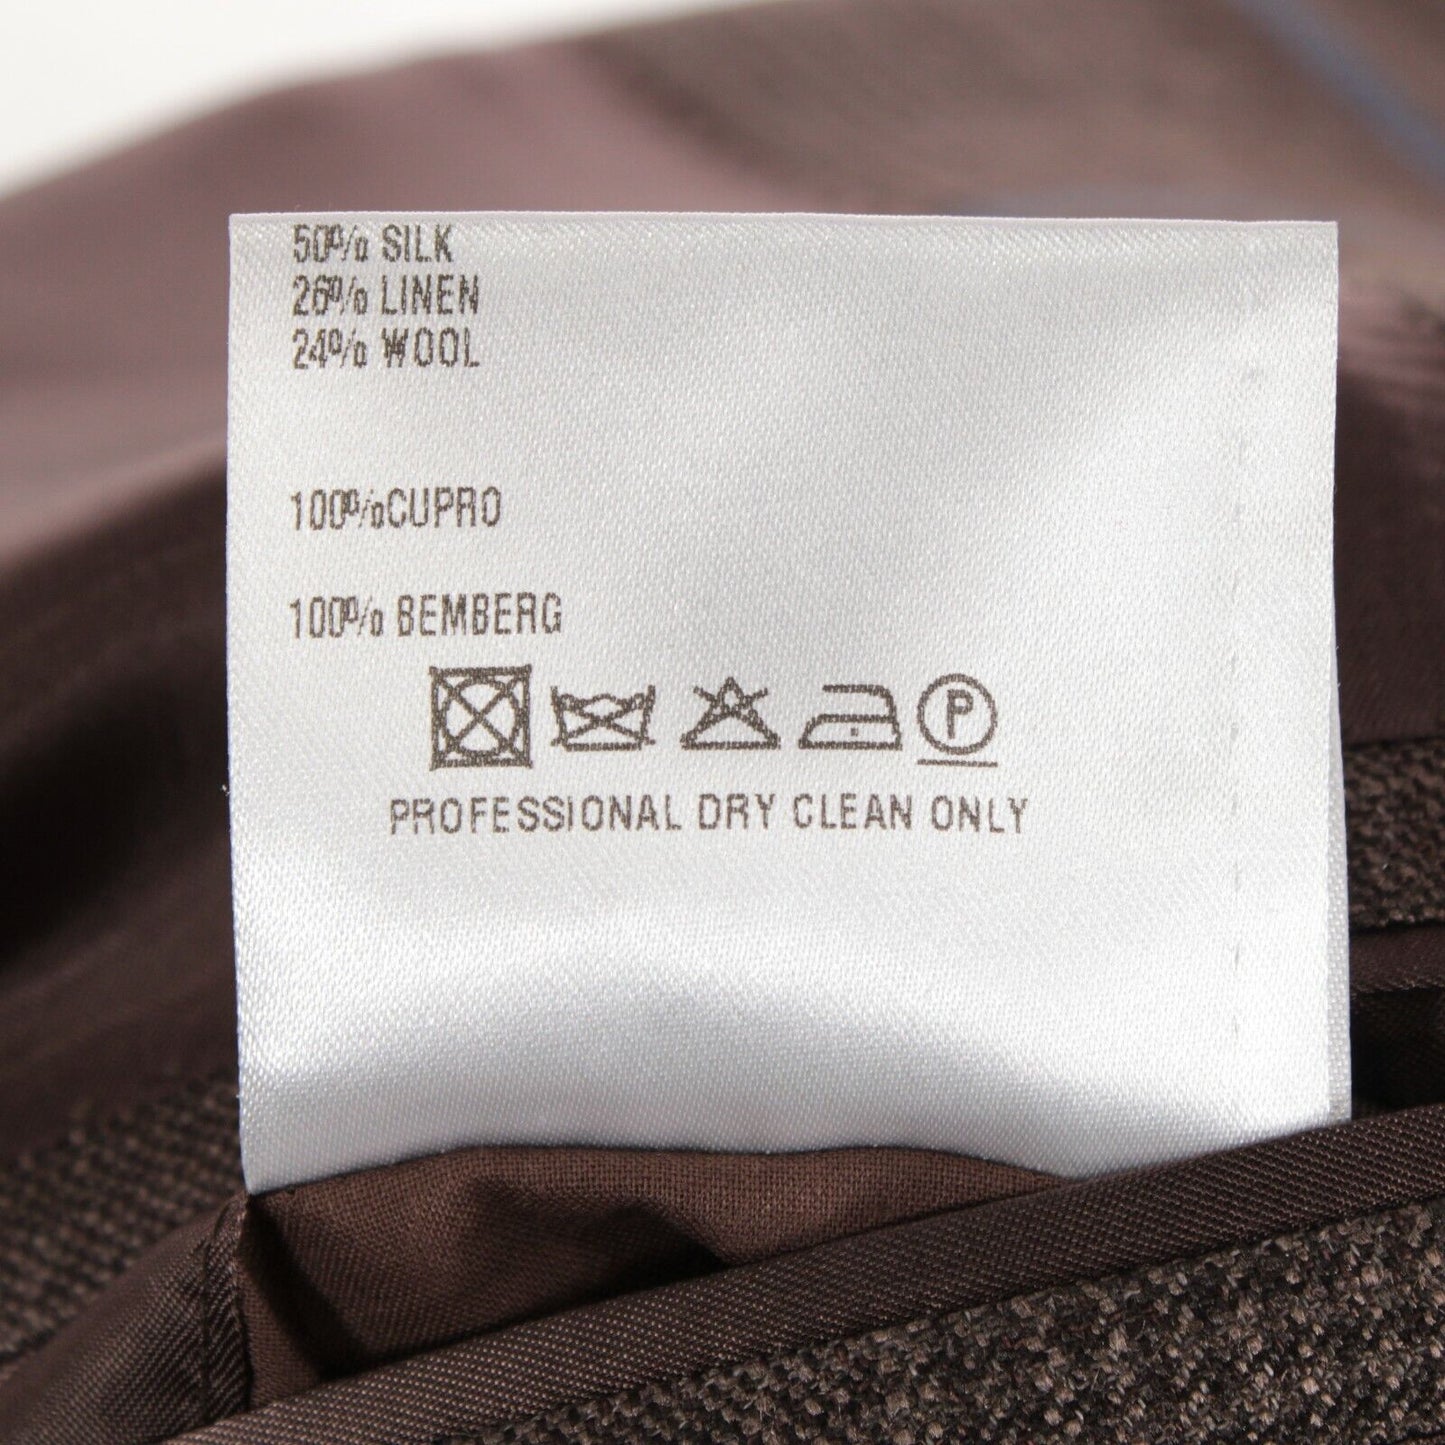 50% SILK
26% LINEN
24% WOOL
100%CUPRO
100% BEMBERG
P
PROFESSIONAL DRY CLEAN ONLY